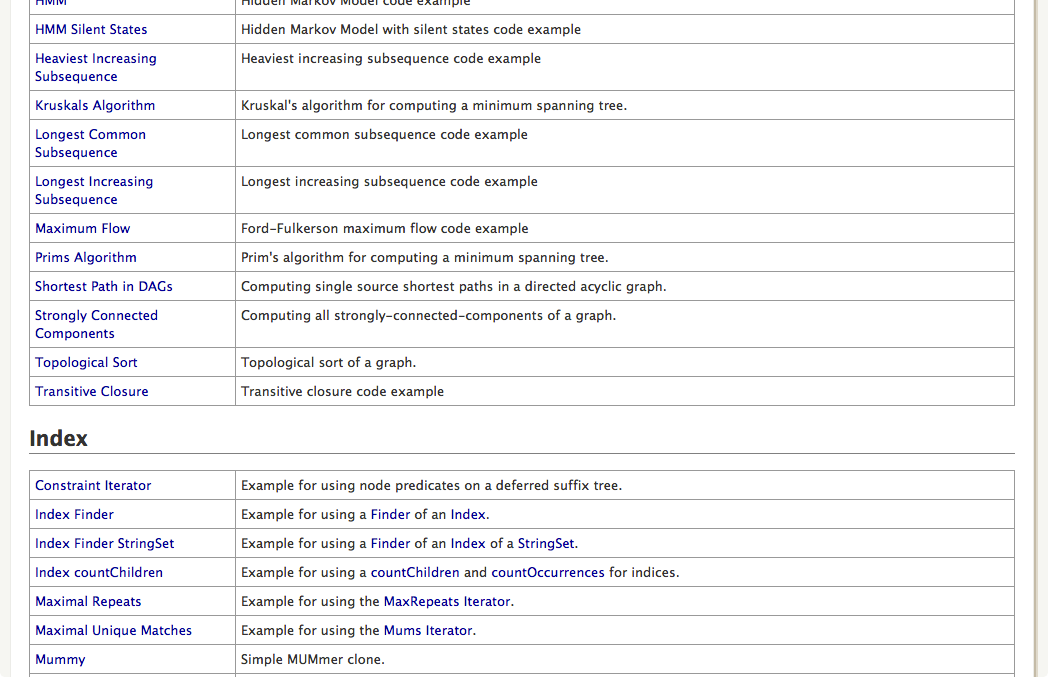 HMM Hidden Markov Model code example
HMM Silent States Hidden Markov Model with silent states code example
Heaviest Increasing Heaviest increasing subsequence code example
Subsequence
Kruskals Algorithm Kruskal's algorithm for computing a minimum spanning tree.
Longest Common Longest common subsequence code example
Subsequence
Longest Increasing Longest increasing subsequence code example
Subsequence
Maximum Flow Ford-Fulkerson maximum flow code example
Prims Algorithm Prim's algorithm for computing a minimum spanning tree.
Shortest Path in DAGs Computing single source shortest paths in a directed acyclic graph.
Strongly Connected Computing all strongly-connected-components of a graph.
Components
Topological Sort Topological sort of a graph.
Transitive Closure Transitive closure code example
Index
Constraint Iterator Example for using node predicates on a deferred suffix tree.
Index Finder Example for using a Finder of an Index.
Index Finder StringSet Example for using a Finder of an Index of a StringSet.
Index countChildren Example for using a countChildren and countOccurrences for indices.
Maximal Repeats Example for using the MaxRepeats Iterator.
Maximal Unique Matches Example for using the Mums Iterator.
Mummy Simple MUMmer clone.